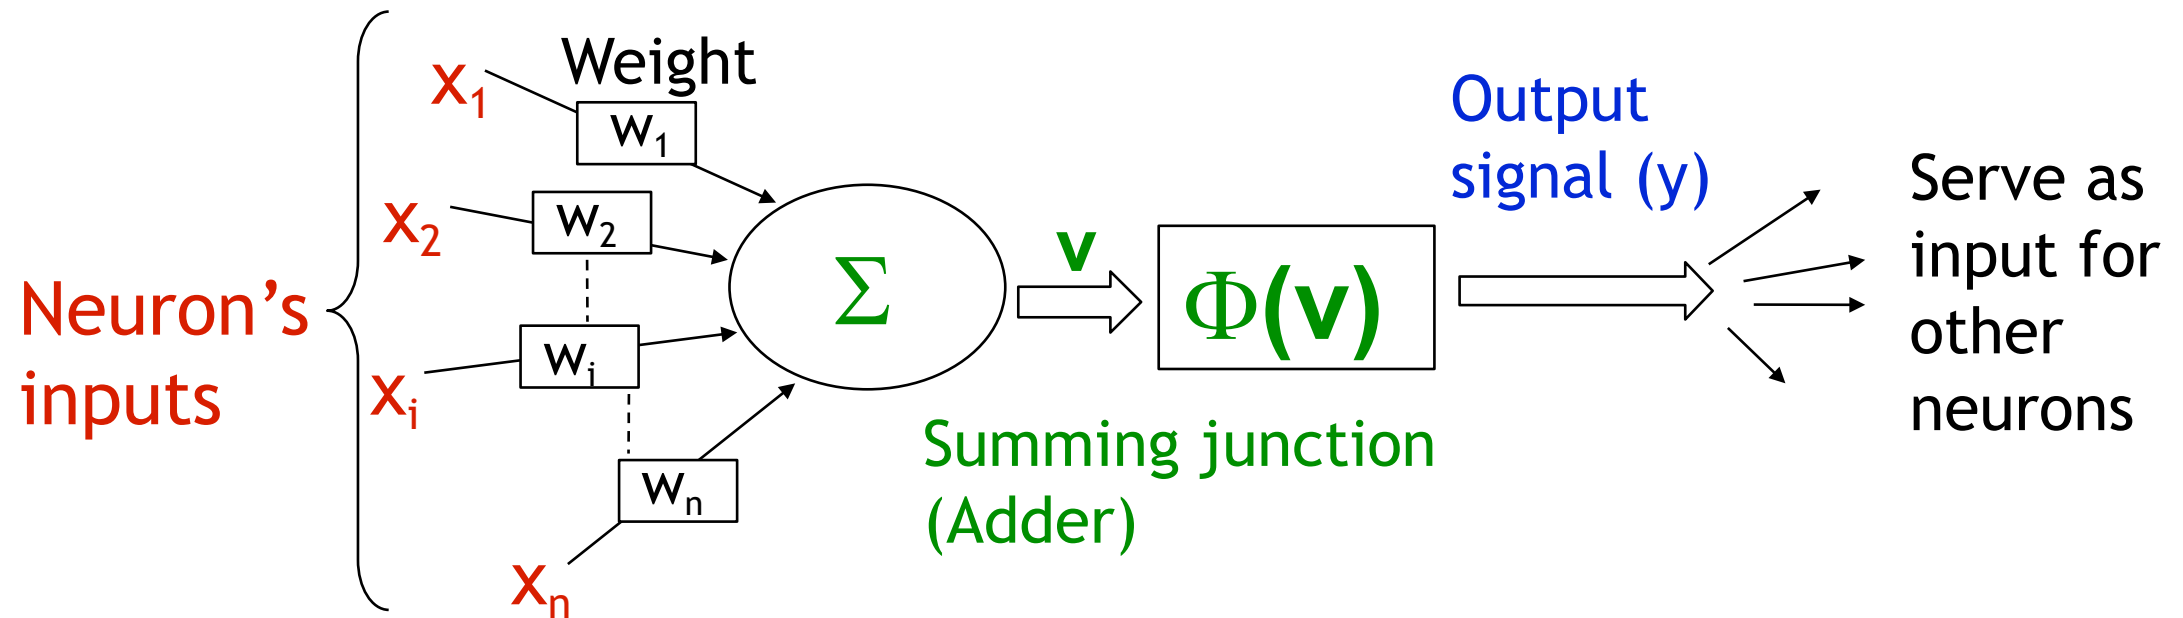 Neuron’s
inputs
x₁
x₂
xᵢ
xₙ
Weight
w₁
w₂
wᵢ
wₙ
Σ
v
Φ(v)
Summing junction
(Adder)
Output
signal (y)
Serve as
input for
other
neurons